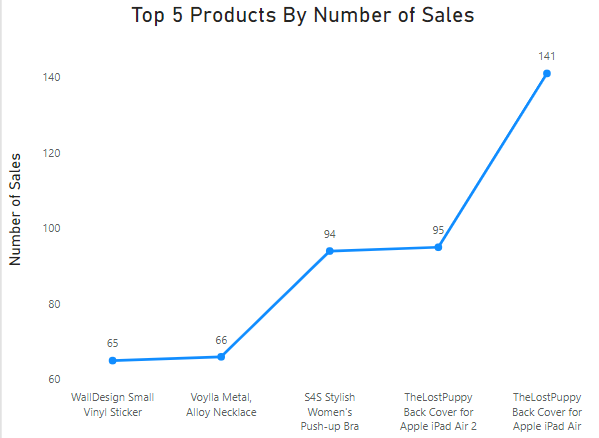 Top 5 Products By Number of Sales
Number of Sales
140
120
100
80
60
65
66
94
95
141
WallDesign Small
Vinyl Sticker
Voylla Metal,
Alloy Necklace
S4S Stylish
Women's
Push-up Bra
TheLostPuppy
Back Cover for
Apple iPad Air 2
TheLostPuppy
Back Cover for
Apple iPad Air